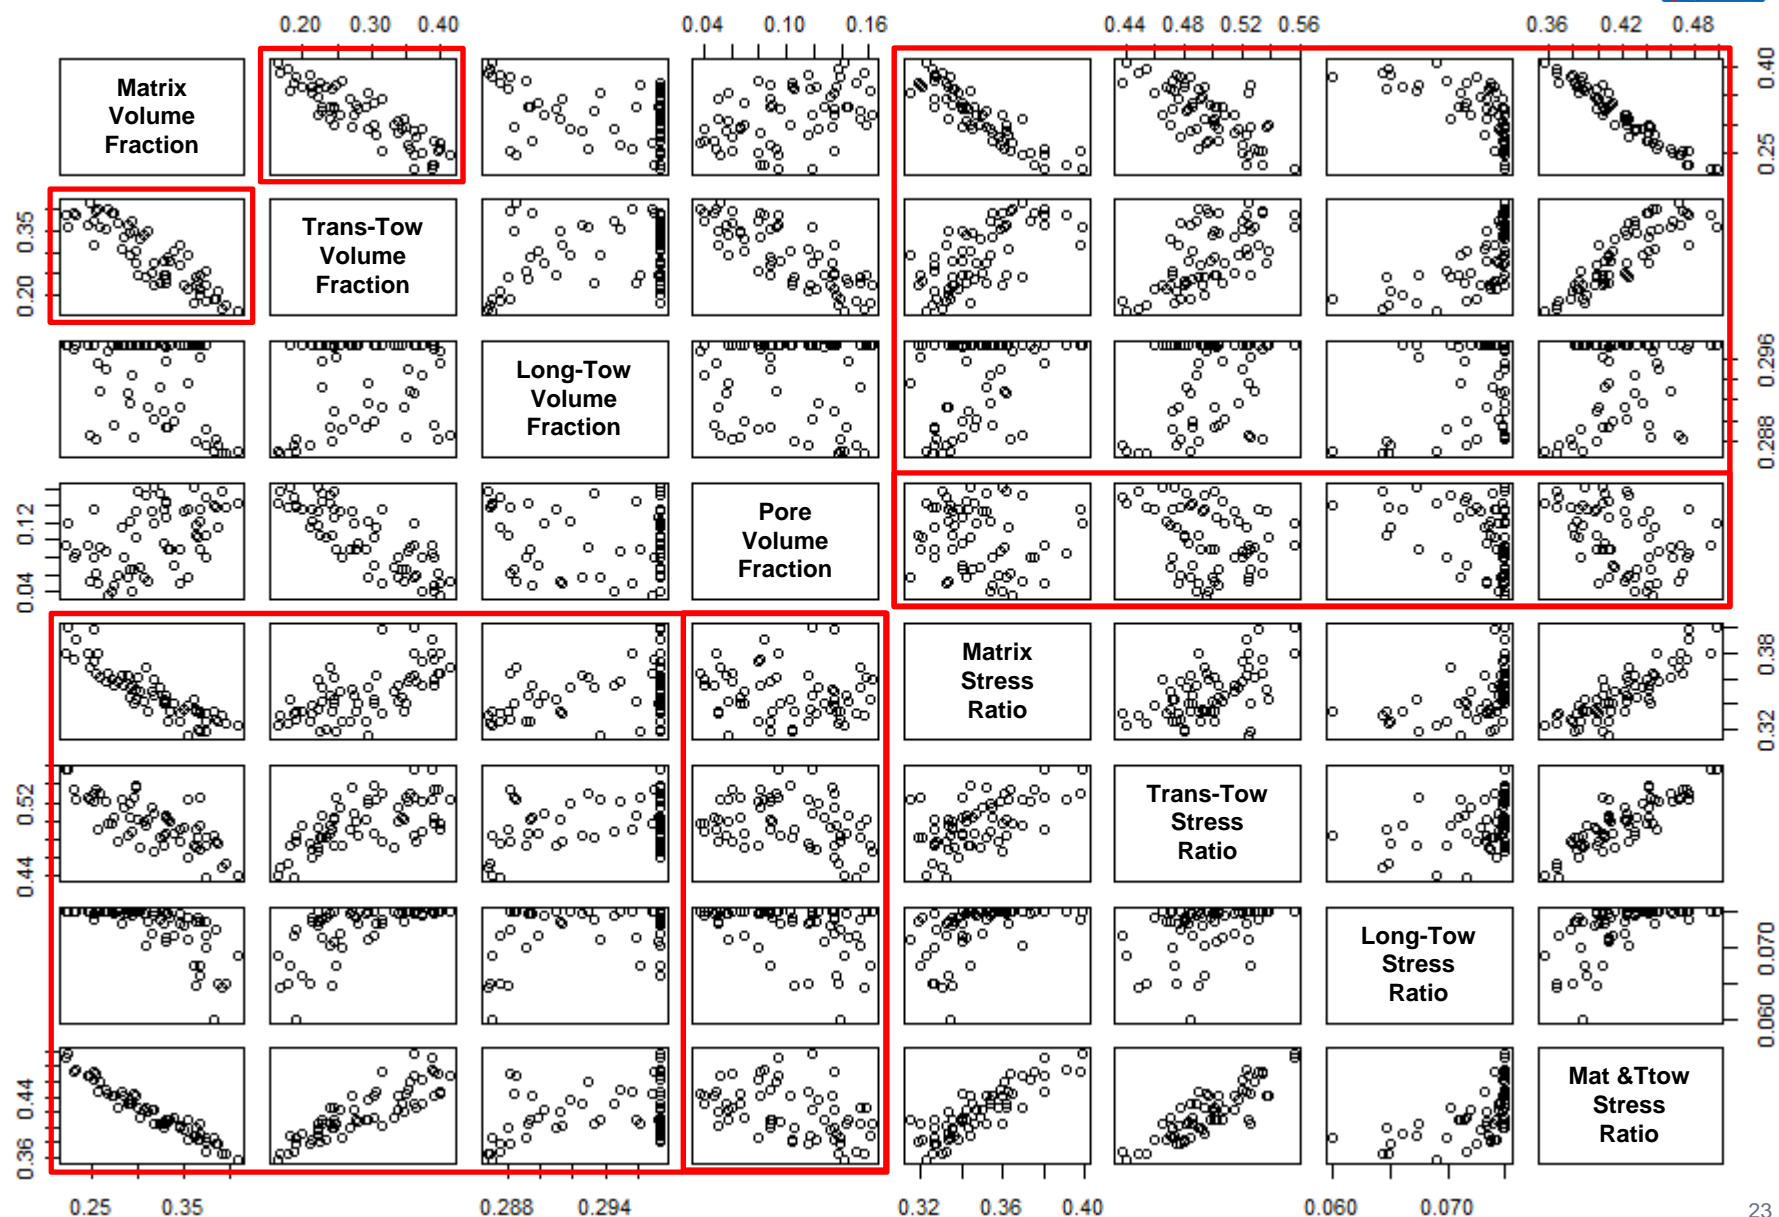 0.20 0.30 0.40 0.04 0.10 0.16 0.44 0.48 0.52 0.56 0.36 0.42 0.48
Matrix
Volume
Fraction
0.25 0.40
0.20 0.35
Trans-Tow
Volume
Fraction
Long-Tow
Volume
Fraction
0.288 0.296
0.04 0.12
Pore
Volume
Fraction
Matrix
Stress
Ratio
0.32 0.38
0.44 0.52
Trans-Tow
Stress
Ratio
Long-Tow
Stress
Ratio
0.060 0.070
0.36 0.44
Mat &Ttow
Stress
Ratio
0.25 0.35 0.288 0.294 0.32 0.36 0.40 0.060 0.070
23